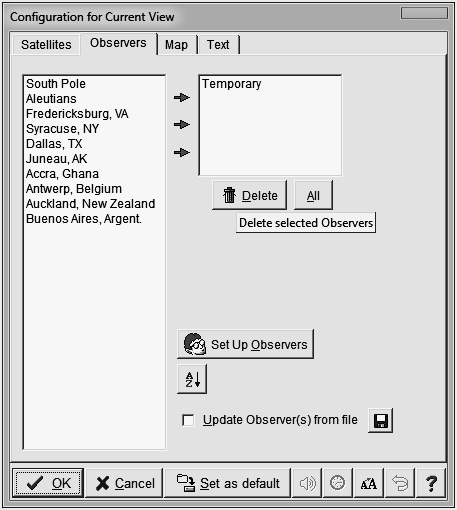 Configuration for Current View
Satellites
Observers
Map
Text
South Pole
Aleutians
Fredericksburg, VA
Syracuse, NY
Dallas, TX
Juneau, AK
Accra, Ghana
Antwerp, Belgium
Auckland, New Zealand
Buenos Aires, Argent.
Temporary
Delete
All
Delete selected Observers
Set Up Observers
A
Z
Update Observer(s) from file
OK
Cancel
Set as default
AA
?